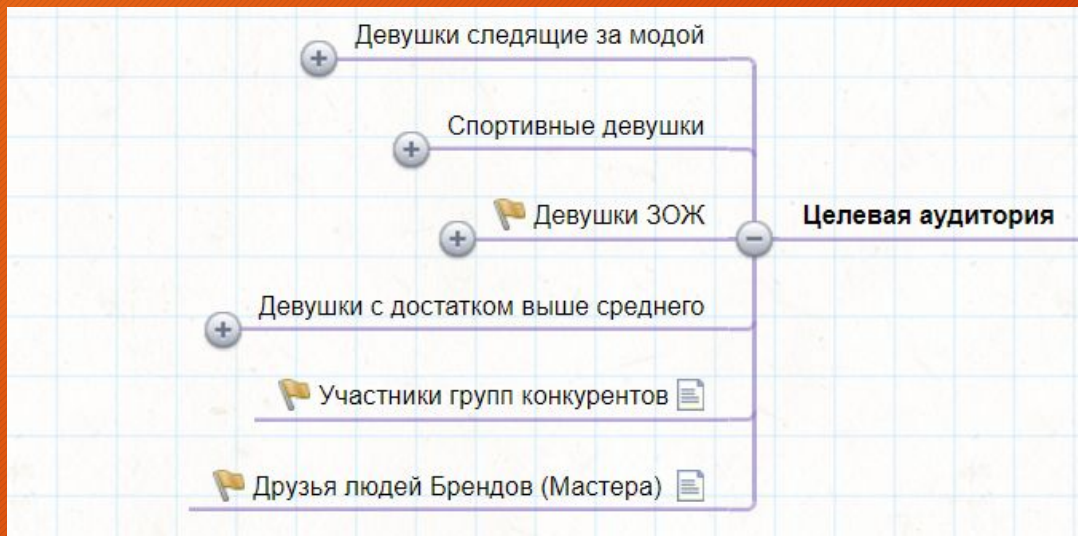 Девушки следящие за модой
Спортивные девушки
Девушки ЗОЖ
Целевая аудитория
Девушки с достатком выше среднего
Участники групп конкурентов
Друзья людей Брендов (Мастера)